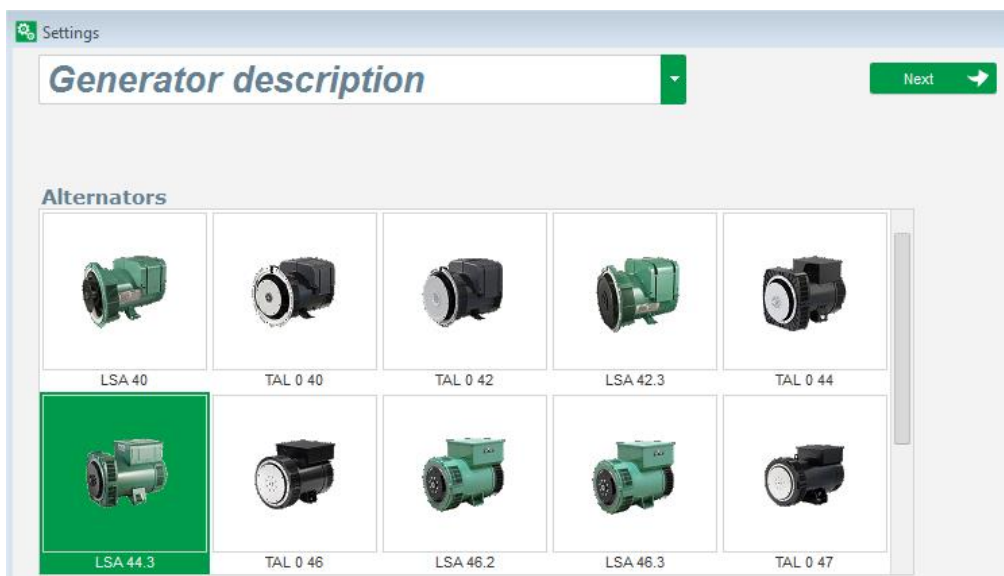 Settings
Generator description
Next
Alternators
LSA 40
TAL 0 40
TAL 0 42
LSA 42.3
TAL 0 44
LSA 44.3
TAL 0 46
LSA 46.2
LSA 46.3
TAL 0 47